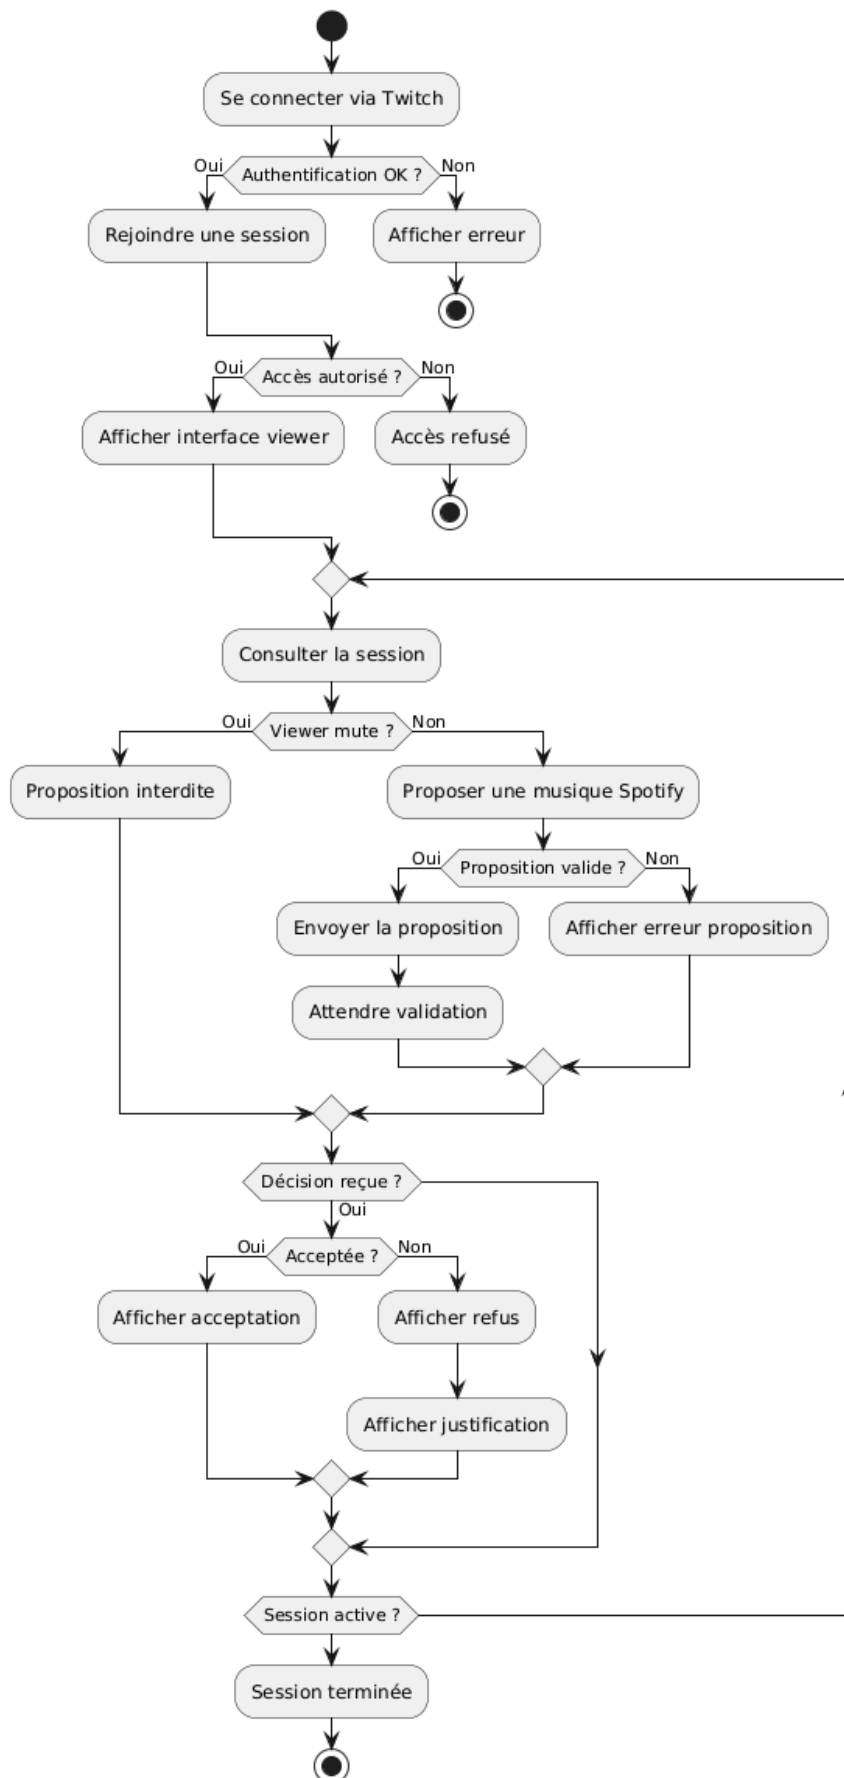 Se connecter via Twitch
Oui
Authentification OK ?
Non
Rejoindre une session
Afficher erreur
Oui
Accès autorisé ?
Non
Afficher interface viewer
Accès refusé
Consulter la session
Oui
Viewer mute ?
Non
Proposition interdite
Proposer une musique Spotify
Oui
Proposition valide ?
Non
Envoyer la proposition
Afficher erreur proposition
Attendre validation
Décision reçue ?
Oui
Oui
Acceptée ?
Non
Afficher acceptation
Afficher refus
Afficher justification
Session active ?
Session terminée